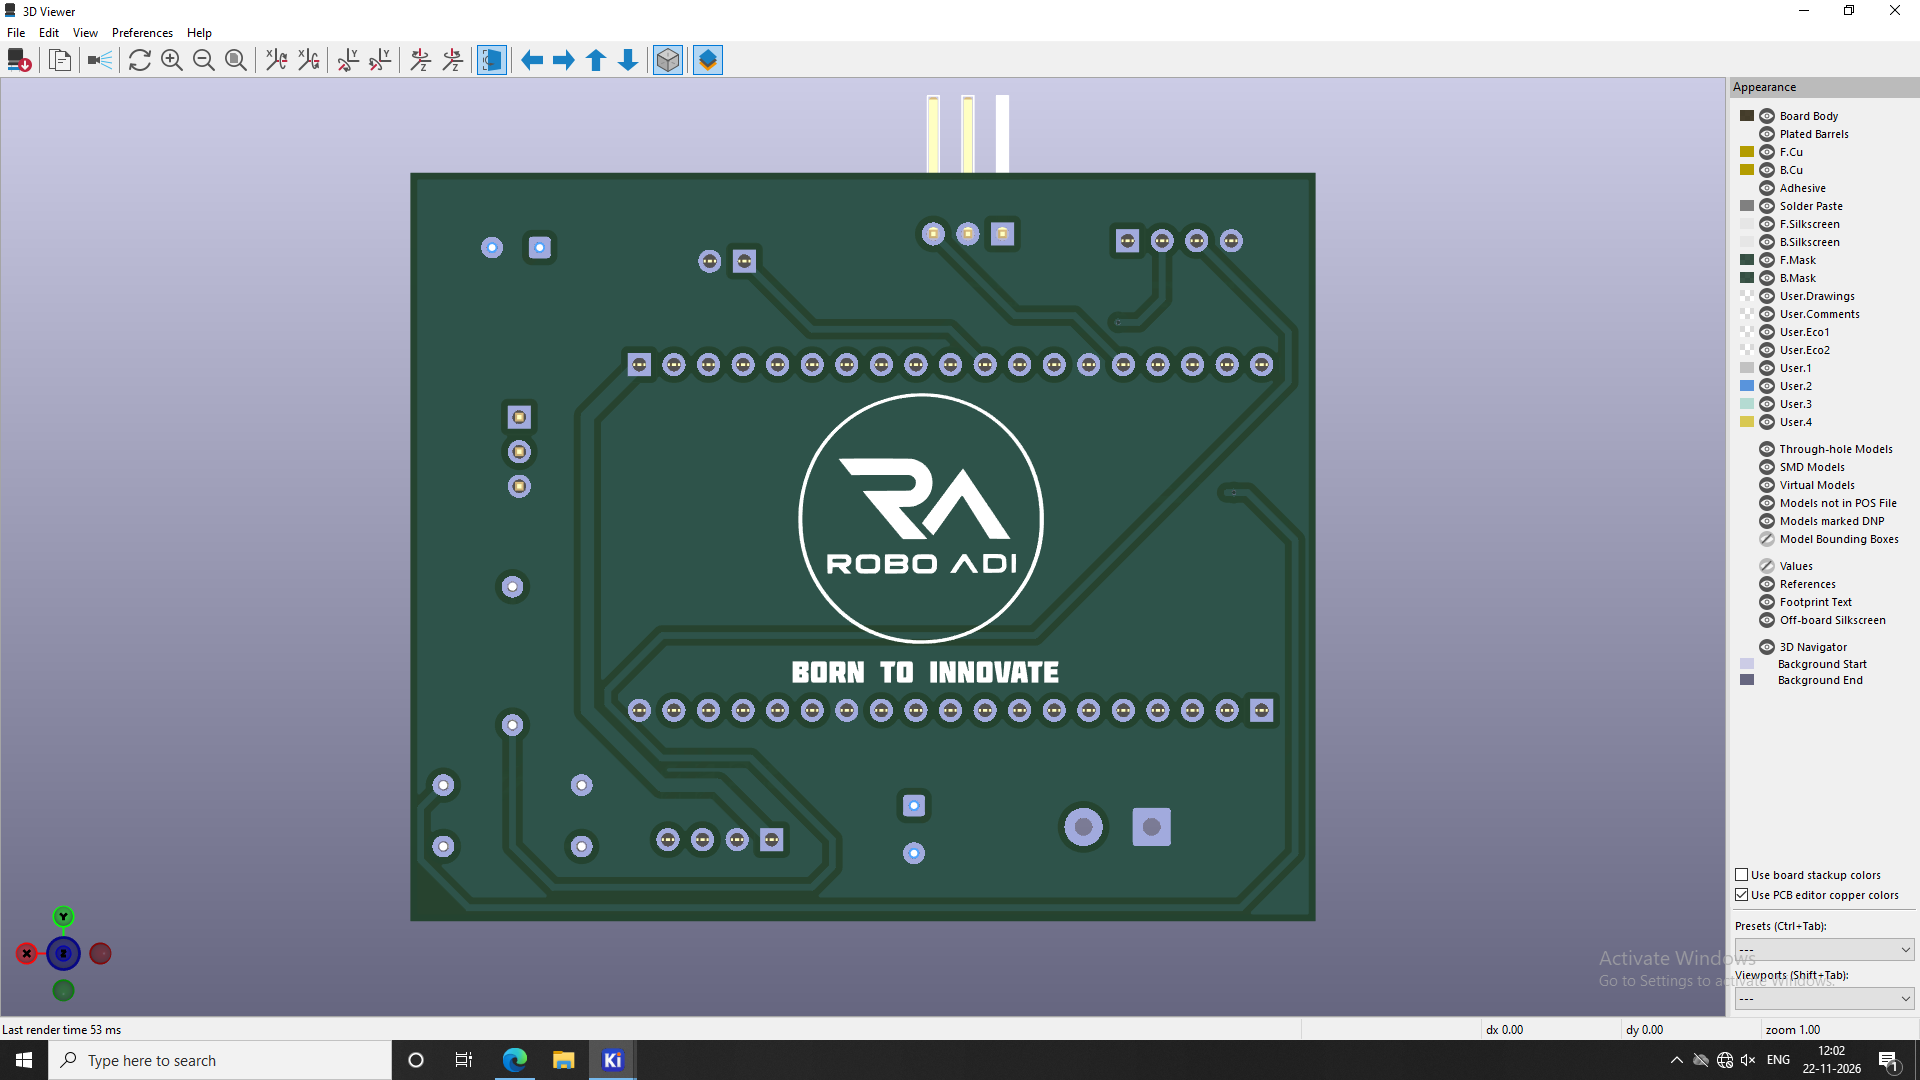 3D Viewer
File Edit View Preferences Help
Appearance
Board Body
Plated Barrels
F.Cu
B.Cu
Adhesive
Solder Paste
F.Silkscreen
B.Silkscreen
F.Mask
B.Mask
User.Drawings
User.Comments
User.Eco1
User.Eco2
User.1
User.2
User.3
User.4
Through-hole Models
SMD Models
Virtual Models
Models not in POS File
Models marked DNP
Model Bounding Boxes
Values
References
Footprint Text
Off-board Silkscreen
3D Navigator
Background Start
Background End
RA
ROBO ADI
BORN TO INNOVATE
Use board stackup colors
Use PCB editor copper colors
Presets (Ctrl+Tab):
---
Viewports (Shift+Tab):
---
Activate Windows
Go to Settings to activate Windows.
Y
X
Z
Last render time 53 ms
dx 0.00
dy 0.00
zoom 1.00
Type here to search
Ki
ENG
12:02
22-11-2026
1